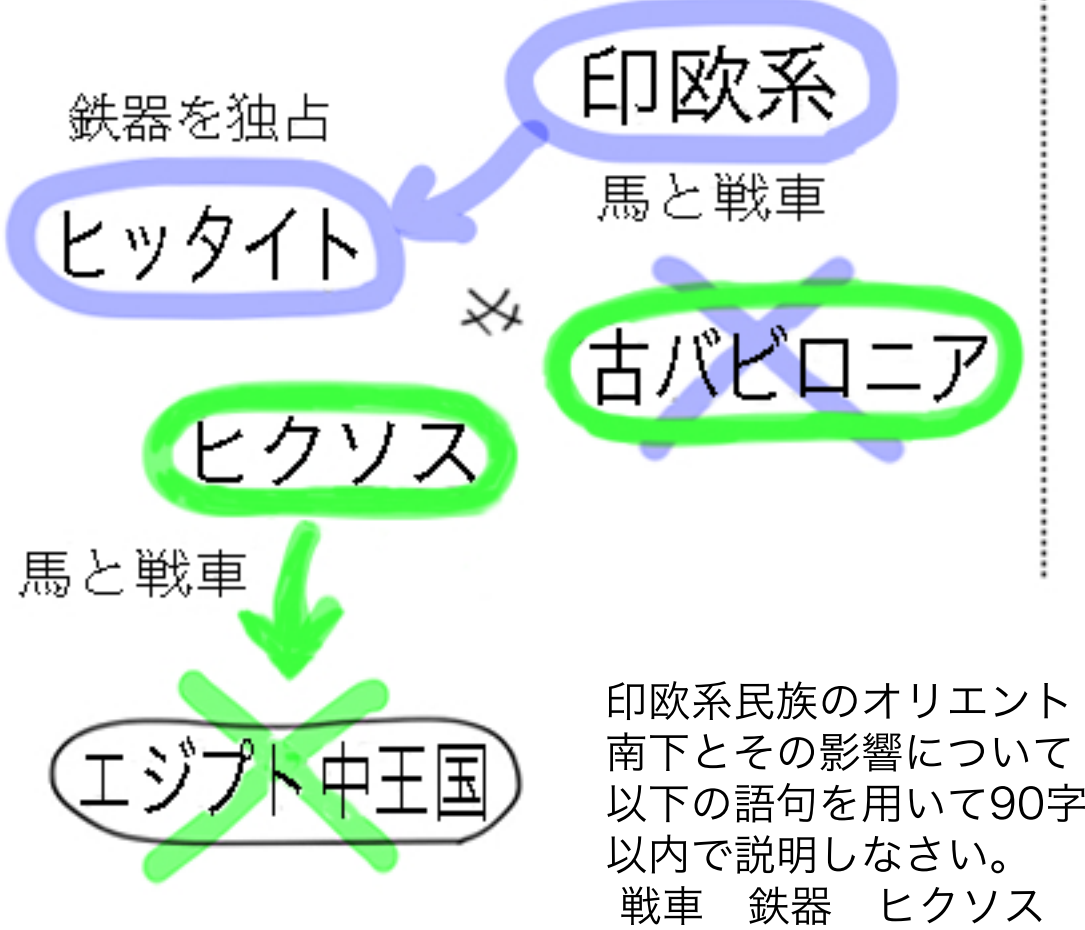 印欧系
鉄器を独占
馬と戦車
ヒッタイト
古バビロニア
ヒクソス
馬と戦車
エジプト中王国
印欧系民族のオリエント
南下とその影響について
以下の語句を用いて90字
以内で説明しなさい。
戦車　鉄器　ヒクソス